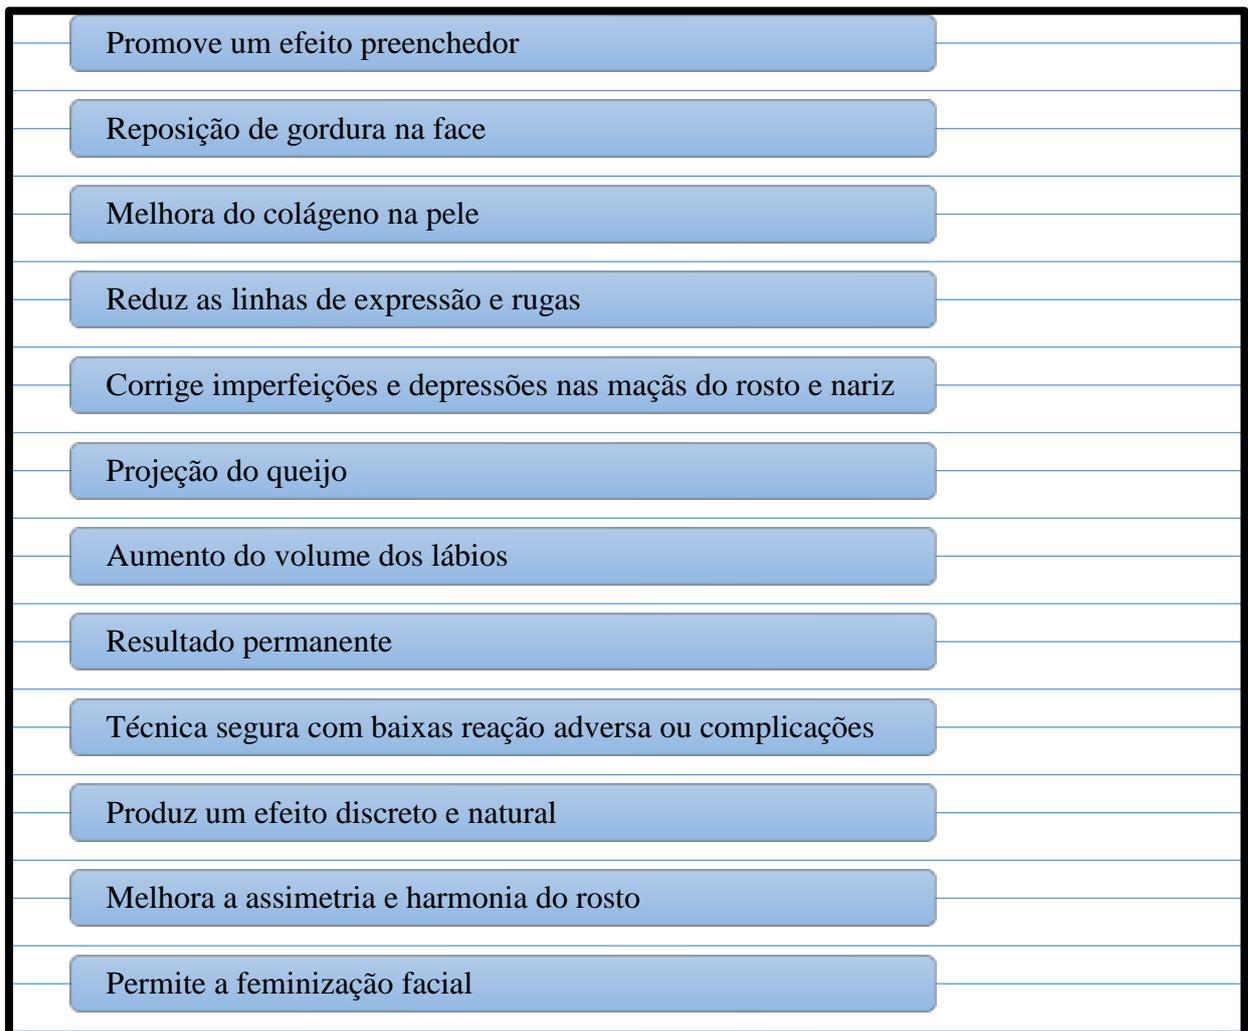 Promove um efeito preenchedor
Reposição de gordura na face
Melhora do colágeno na pele
Reduz as linhas de expressão e rugas
Corrige imperfeições e depressões nas maçãs do rosto e nariz
Projeção do queijo
Aumento do volume dos lábios
Resultado permanente
Técnica segura com baixas reação adversa ou complicações
Produz um efeito discreto e natural
Melhora a assimetria e harmonia do rosto
Permite a feminização facial